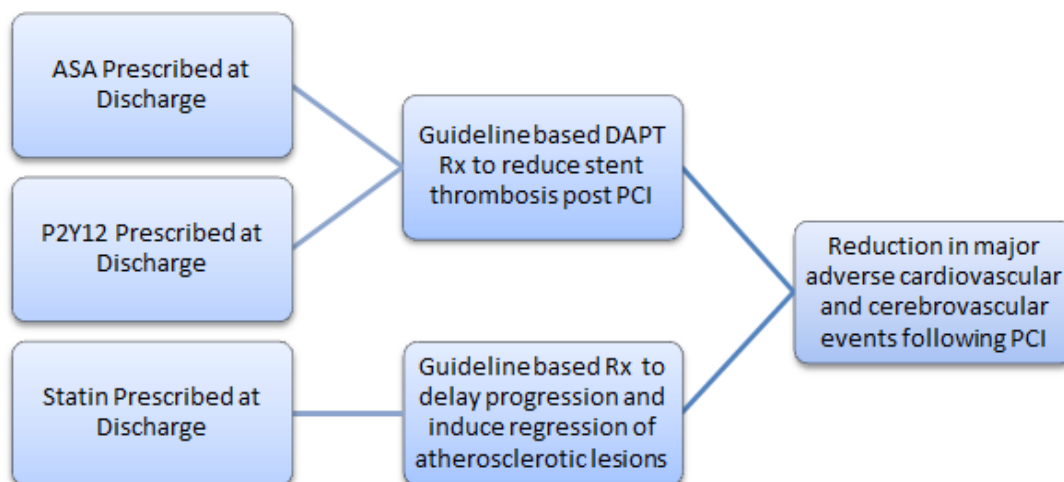 ASA Prescribed at
Discharge
P2Y12 Prescribed at
Discharge
Statin Prescribed at
Discharge
Guideline based DAPT
Rx to reduce stent
thrombosis post PCI
Guideline based Rx to
delay progression and
induce regression of
atherosclerotic lesions
Reduction in major
adverse cardiovascular
and cerebrovascular
events following PCI